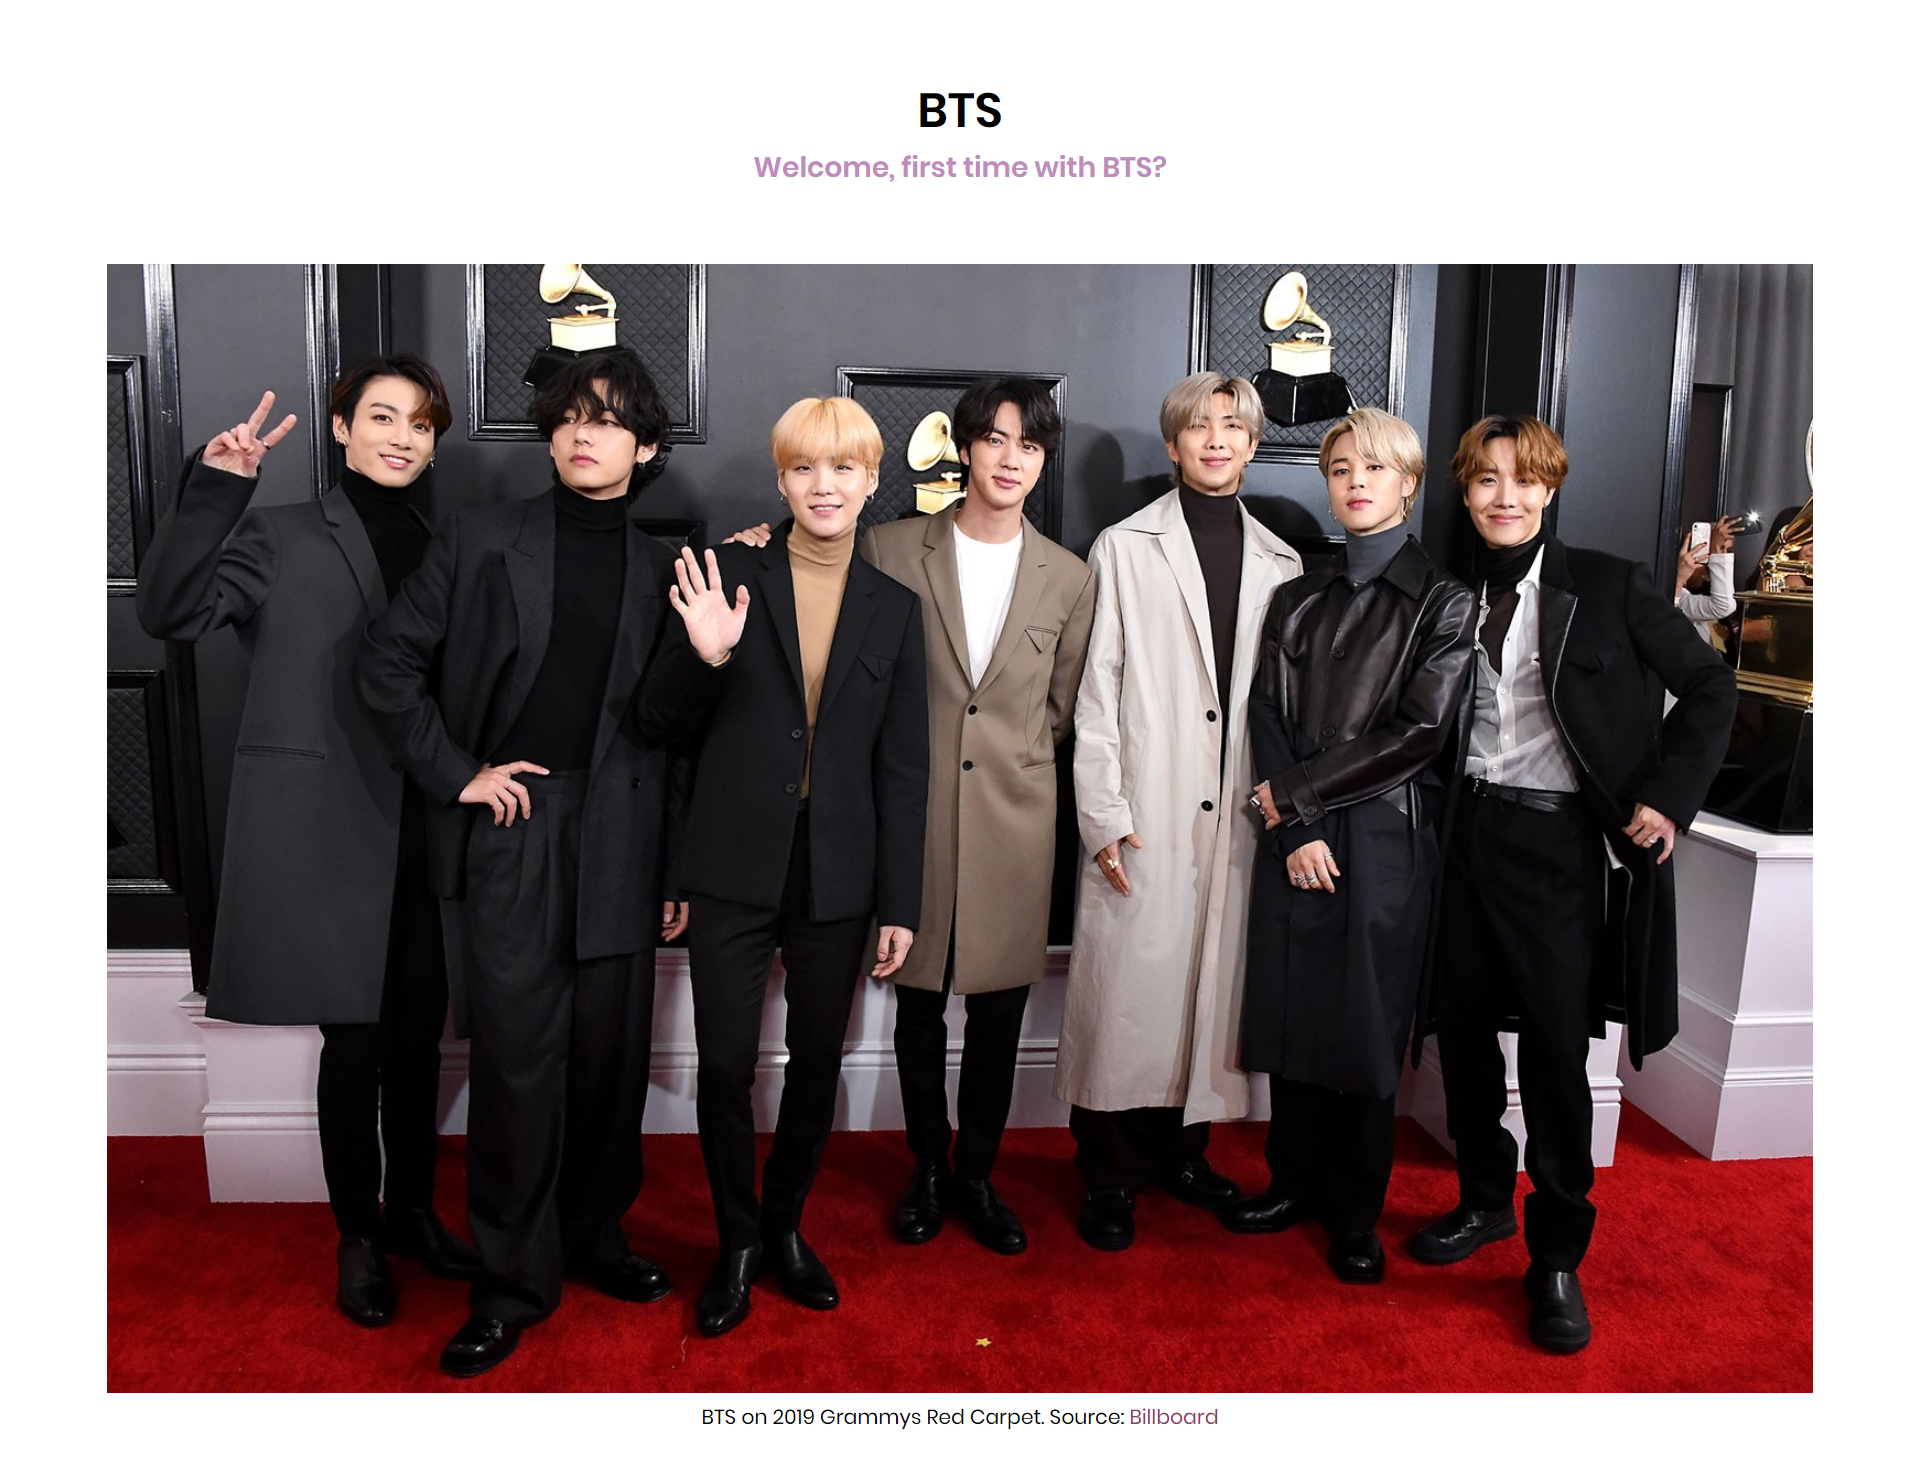 BTS
Welcome, first time with BTS?
BTS on 2019 Grammys Red Carpet. Source: Billboard